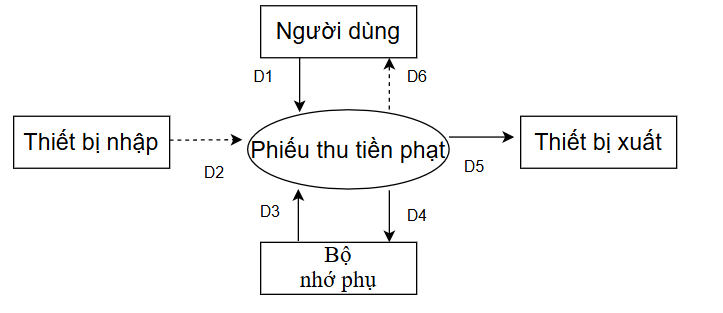 Người dùng
D1
D6
Thiết bị nhập
Phiếu thu tiền phạt
Thiết bị xuất
D2
D5
D3
D4
Bộ
nhớ phụ